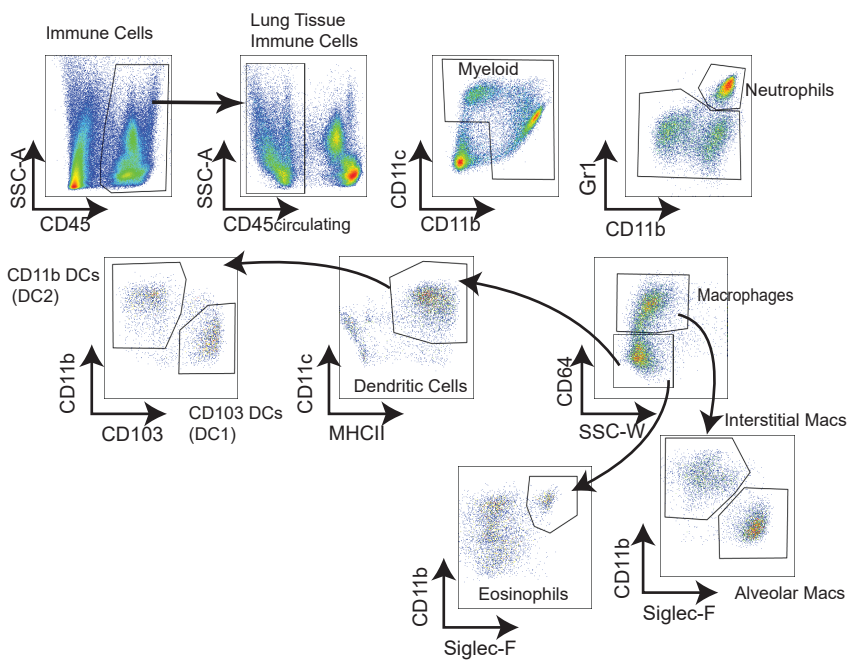 Immune Cells
Lung Tissue
Immune Cells
SSC-A
CD45
SSC-A
CD45circulating
Myeloid
CD11c
CD11b
Neutrophils
Gr1
CD11b
CD11b DCs
(DC2)
CD11b
CD103
CD103 DCs
(DC1)
CD11c
Dendritic Cells
MHCII
Macrophages
CD64
SSC-W
Interstitial Macs
CD11b
Eosinophils
Siglec-F
CD11b
Siglec-F
Alveolar Macs